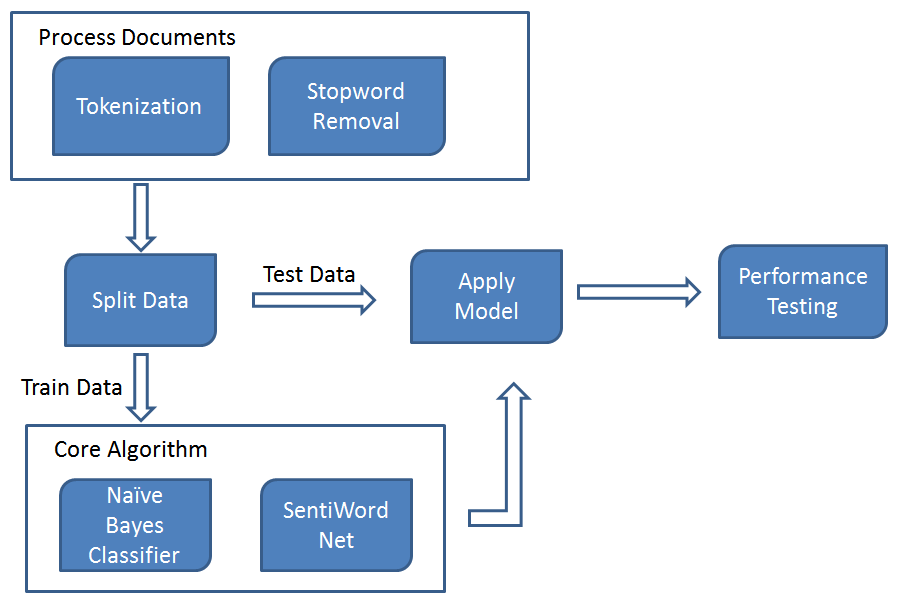 Process Documents
Tokenization
Stopword
Removal
Split Data
Test Data
Apply
Model
Performance
Testing
Train Data
Core Algorithm
Naïve
Bayes
Classifier
SentiWord
Net